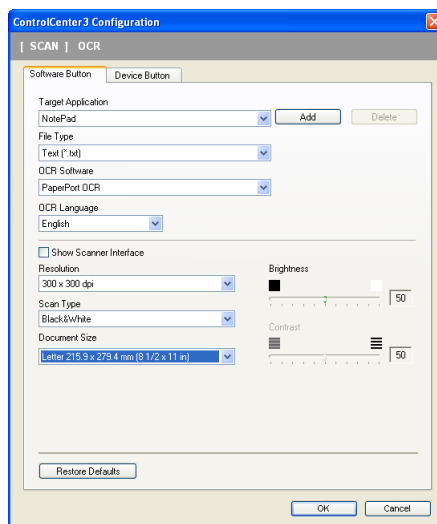 ControlCenter3 Configuration
[ SCAN ] OCR
Software Button Device Button
Target Application
NotePad Add Delete
File Type
Text (*.txt)
OCR Software
PaperPort OCR
OCR Language
English
Show Scanner Interface
Resolution Brightness
300 x 300 dpi
50
Scan Type
Black&White
Contrast
Document Size
Letter 215.9 x 279.4 mm (8 1/2 x 11 in) 50
Restore Defaults
OK Cancel